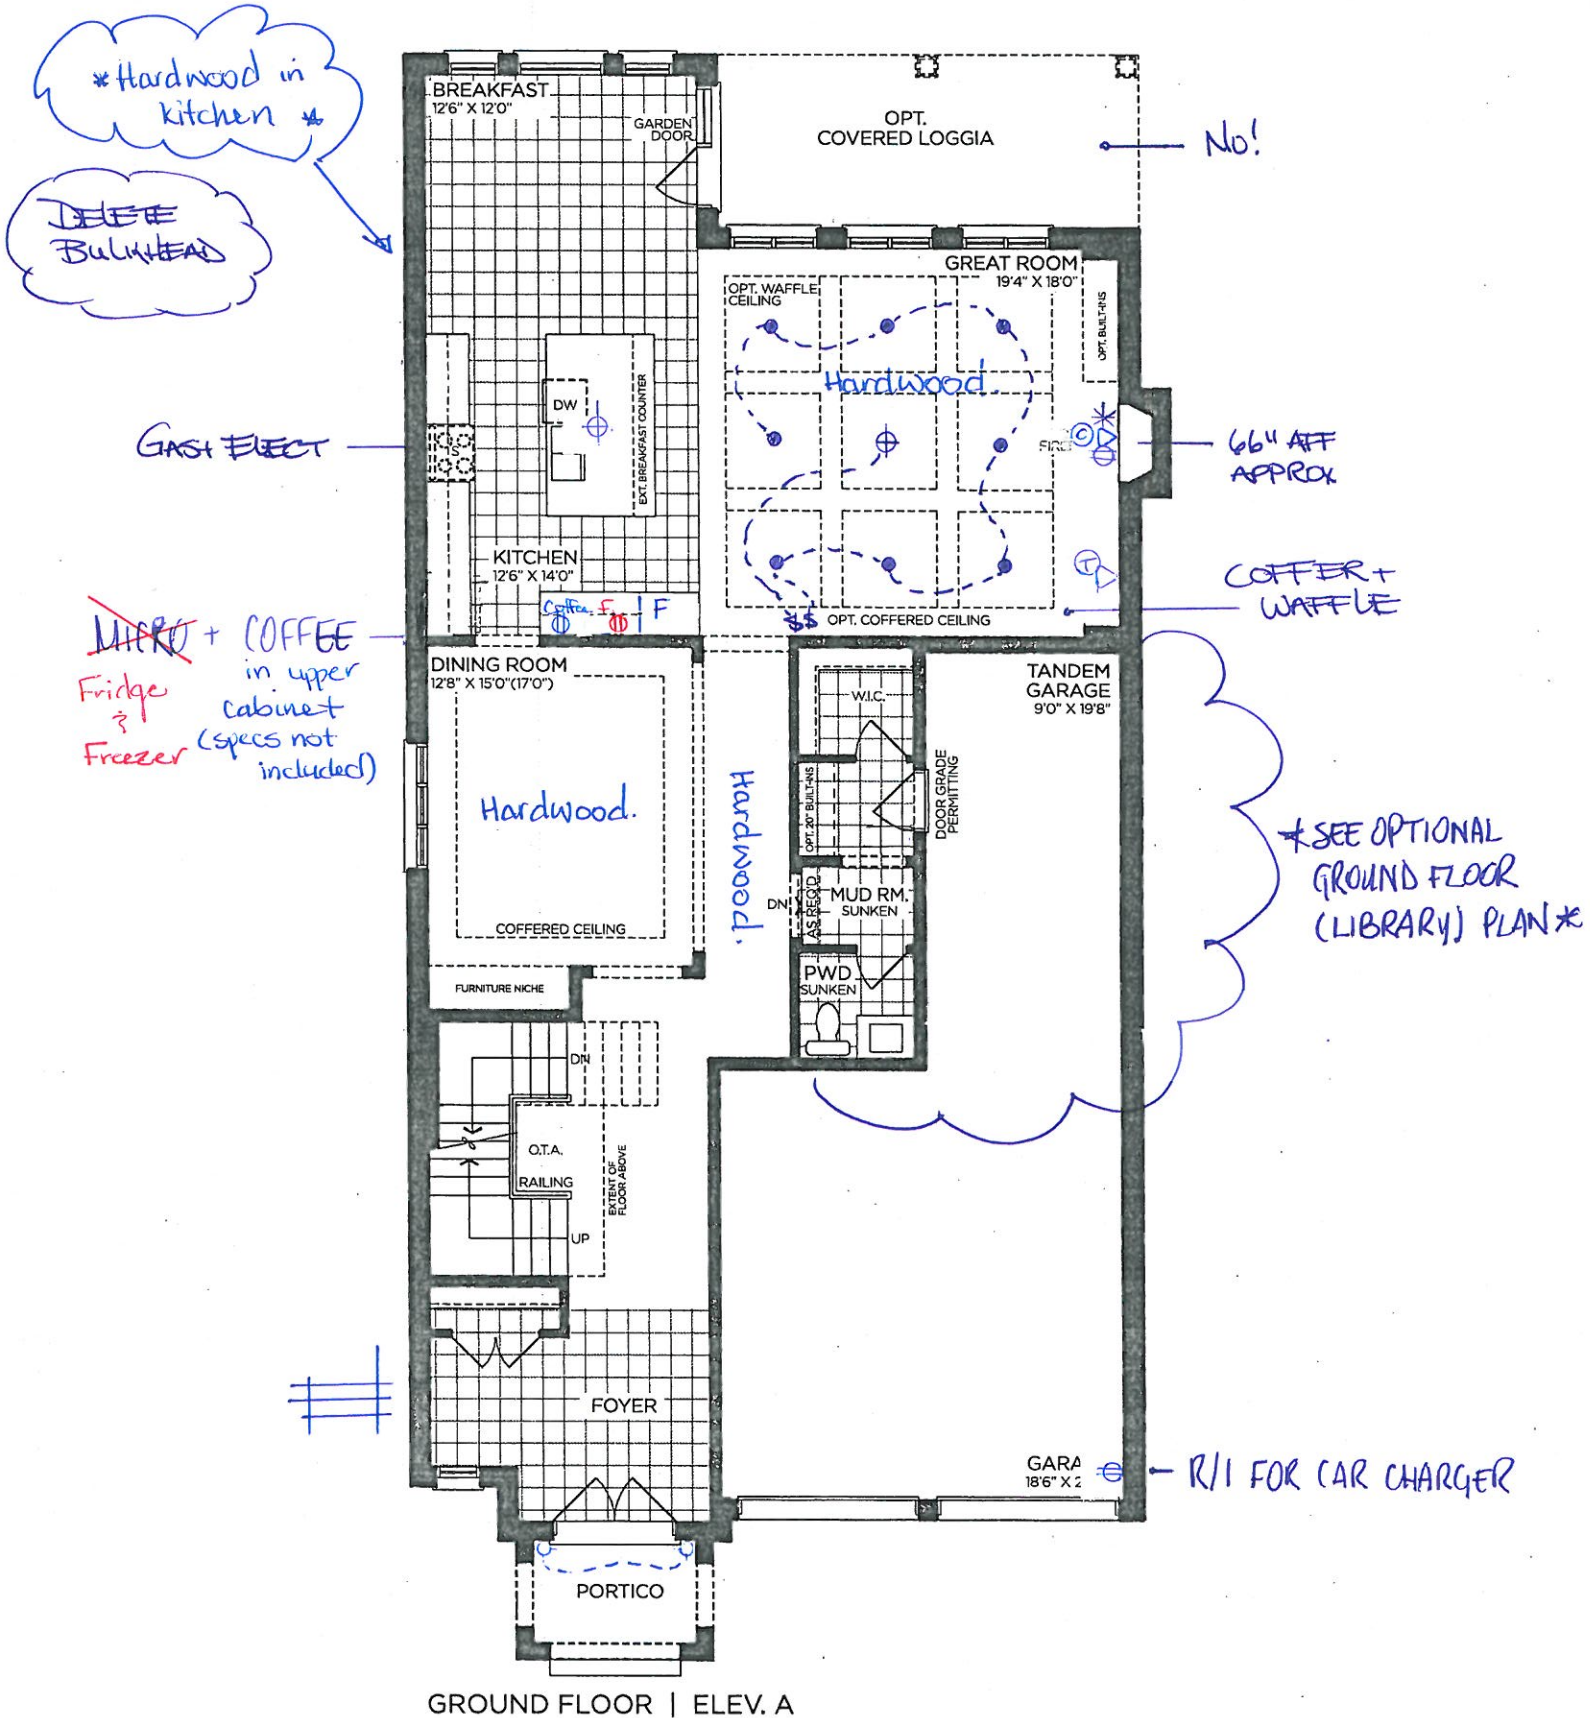 *Hardwood in
kitchen *
DELETE
BULKHEAD
BREAKFAST
12'6" X 12'0"
GARDEN
DOOR
OPT.
COVERED LOGGIA
No!
GREAT ROOM
19'4" X 18'0"
OPT. WAFFLE
CEILING
OPT. BUILT-INS
Hardwood.
DW
EXT. BREAKFAST COUNTER
GAS+ ELECT
S
FIRE
C
66" AFF
APPROX
KITCHEN
12'6" X 14'0"
T
COFFER +
WAFFLE
Coffee F F
$$
OPT. COFFERED CEILING
MICRO + COFFEE
in upper
cabinet
(specs not
included)
Fridge
&
Freezer
DINING ROOM
12'8" X 15'0"(17'0")
Hardwood.
COFFERED CEILING
FURNITURE NICHE
Hardwood.
W.I.C.
OPT. 20" BUILT-INS
DOOR GRADE
PERMITTING
TANDEM
GARAGE
9'0" X 19'8"
*SEE OPTIONAL
GROUND FLOOR
(LIBRARY) PLAN*
DN
AS REQ'D
MUD RM.
SUNKEN
PWD
SUNKEN
DN
O.T.A.
RAILING
EXTENT OF
FLOOR ABOVE
UP
FOYER
GARA
18'6" X 2
R/I FOR CAR CHARGER
PORTICO
GROUND FLOOR | ELEV. A